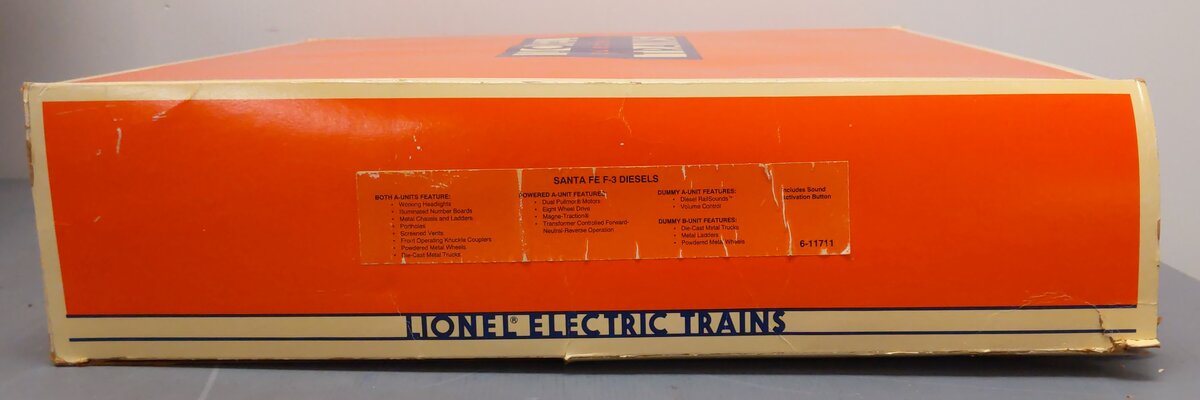 SANTA FE F-3 DIESELS
BOTH A-UNITS FEATURE:
• Working Headlights
• Illuminated Number Boards
• Metal Chassis and Ladders
• Portholes
• Screened Vents
• Front Operating Knuckle Couplers
• Powdered Metal Wheels
• Die-Cast Metal Trucks
POWERED A-UNIT FEATURES:
• Dual Pullmor® Motors
• Eight Wheel Drive
• Magne-Traction®
• Transformer Controlled Forward-
Neutral-Reverse Operation
DUMMY A-UNIT FEATURES:
• Diesel RailSounds™
• Volume Control
DUMMY B-UNIT FEATURES:
• Die-Cast Metal Trucks
• Metal Ladders
• Powdered Metal Wheels
Includes Sound
Activation Button
6-11711
LIONEL® ELECTRIC TRAINS